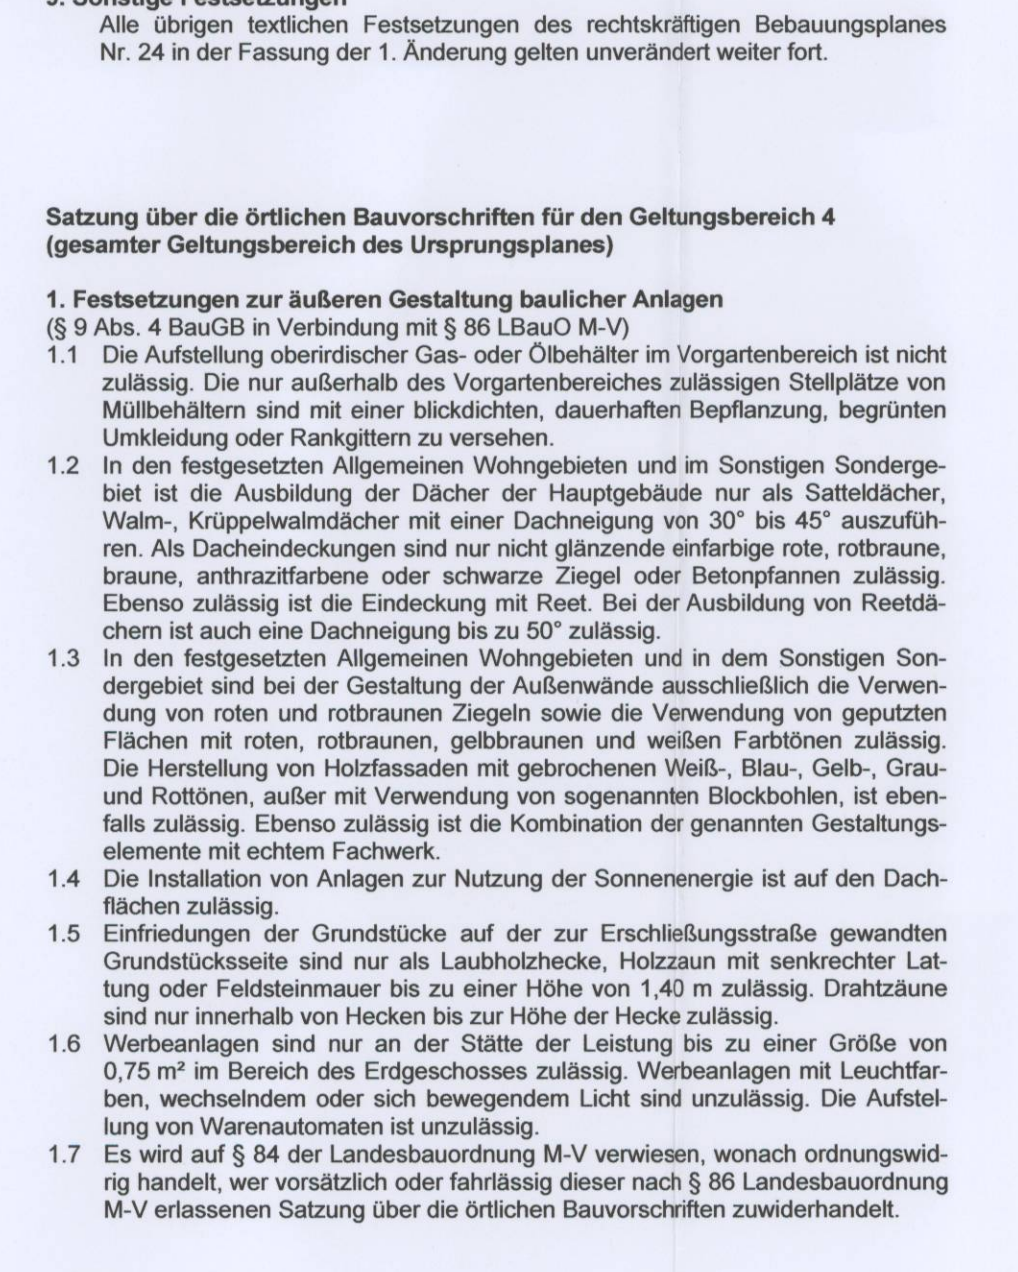 9. Sonstige Festsetzungen
Alle übrigen textlichen Festsetzungen des rechtskräftigen Bebauungsplanes
Nr. 24 in der Fassung der 1. Änderung gelten unverändert weiter fort.
Satzung über die örtlichen Bauvorschriften für den Geltungsbereich 4
(gesamter Geltungsbereich des Ursprungsplanes)
1. Festsetzungen zur äußeren Gestaltung baulicher Anlagen
(§ 9 Abs. 4 BauGB in Verbindung mit § 86 LBauO M-V)
1.1 Die Aufstellung oberirdischer Gas- oder Ölbehälter im Vorgartenbereich ist nicht
zulässig. Die nur außerhalb des Vorgartenbereiches zulässigen Stellplätze von
Müllbehältern sind mit einer blickdichten, dauerhaften Bepflanzung, begrünten
Umkleidung oder Rankgittern zu versehen.
1.2 In den festgesetzten Allgemeinen Wohngebieten und im Sonstigen Sonderge-
biet ist die Ausbildung der Dächer der Hauptgebäude nur als Satteldächer,
Walm-, Krüppelwalmdächer mit einer Dachneigung von 30° bis 45° auszufüh-
ren. Als Dacheindeckungen sind nur nicht glänzende einfarbige rote, rotbraune,
braune, anthrazitfarbene oder schwarze Ziegel oder Betonpfannen zulässig.
Ebenso zulässig ist die Eindeckung mit Reet. Bei der Ausbildung von Reetdä-
chern ist auch eine Dachneigung bis zu 50° zulässig.
1.3 In den festgesetzten Allgemeinen Wohngebieten und in dem Sonstigen Son-
dergebiet sind bei der Gestaltung der Außenwände ausschließlich die Verwen-
dung von roten und rotbraunen Ziegeln sowie die Verwendung von geputzten
Flächen mit roten, rotbraunen, gelbbraunen und weißen Farbtönen zulässig.
Die Herstellung von Holzfassaden mit gebrochenen Weiß-, Blau-, Gelb-, Grau-
und Rottönen, außer mit Verwendung von sogenannten Blockbohlen, ist eben-
falls zulässig. Ebenso zulässig ist die Kombination der genannten Gestaltungs-
elemente mit echtem Fachwerk.
1.4 Die Installation von Anlagen zur Nutzung der Sonnenenergie ist auf den Dach-
flächen zulässig.
1.5 Einfriedungen der Grundstücke auf der zur Erschließungsstraße gewandten
Grundstücksseite sind nur als Laubholzhecke, Holzzaun mit senkrechter Lat-
tung oder Feldsteinmauer bis zu einer Höhe von 1,40 m zulässig. Drahtzäune
sind nur innerhalb von Hecken bis zur Höhe der Hecke zulässig.
1.6 Werbeanlagen sind nur an der Stätte der Leistung bis zu einer Größe von
0,75 m² im Bereich des Erdgeschosses zulässig. Werbeanlagen mit Leuchtfar-
ben, wechselndem oder sich bewegendem Licht sind unzulässig. Die Aufstel-
lung von Warenautomaten ist unzulässig.
1.7 Es wird auf § 84 der Landesbauordnung M-V verwiesen, wonach ordnungswid-
rig handelt, wer vorsätzlich oder fahrlässig dieser nach § 86 Landesbauordnung
M-V erlassenen Satzung über die örtlichen Bauvorschriften zuwiderhandelt.